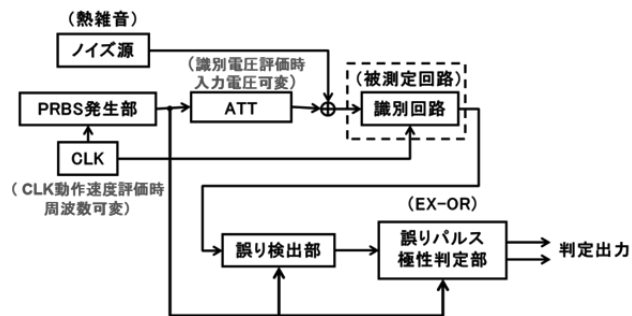 (熱雑音)
ノイズ源
(識別電圧評価時
入力電圧可変)
(被測定回路)
PRBS発生部
ATT
識別回路
CLK
( CLK動作速度評価時
周波数可変)
(EX-OR)
誤り検出部
誤りパルス
極性判定部
判定出力